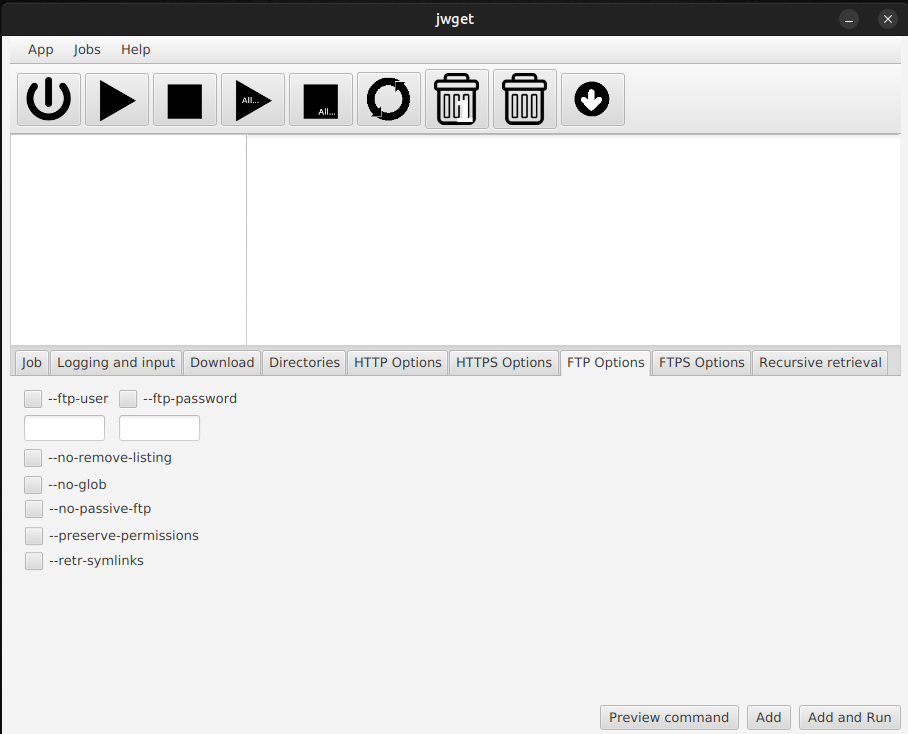 jwget
App Jobs Help
All... All...
Job Logging and input Download Directories HTTP Options HTTPS Options FTP Options FTPS Options Recursive retrieval
--ftp-user --ftp-password
--no-remove-listing
--no-glob
--no-passive-ftp
--preserve-permissions
--retr-symlinks
Preview command Add Add and Run